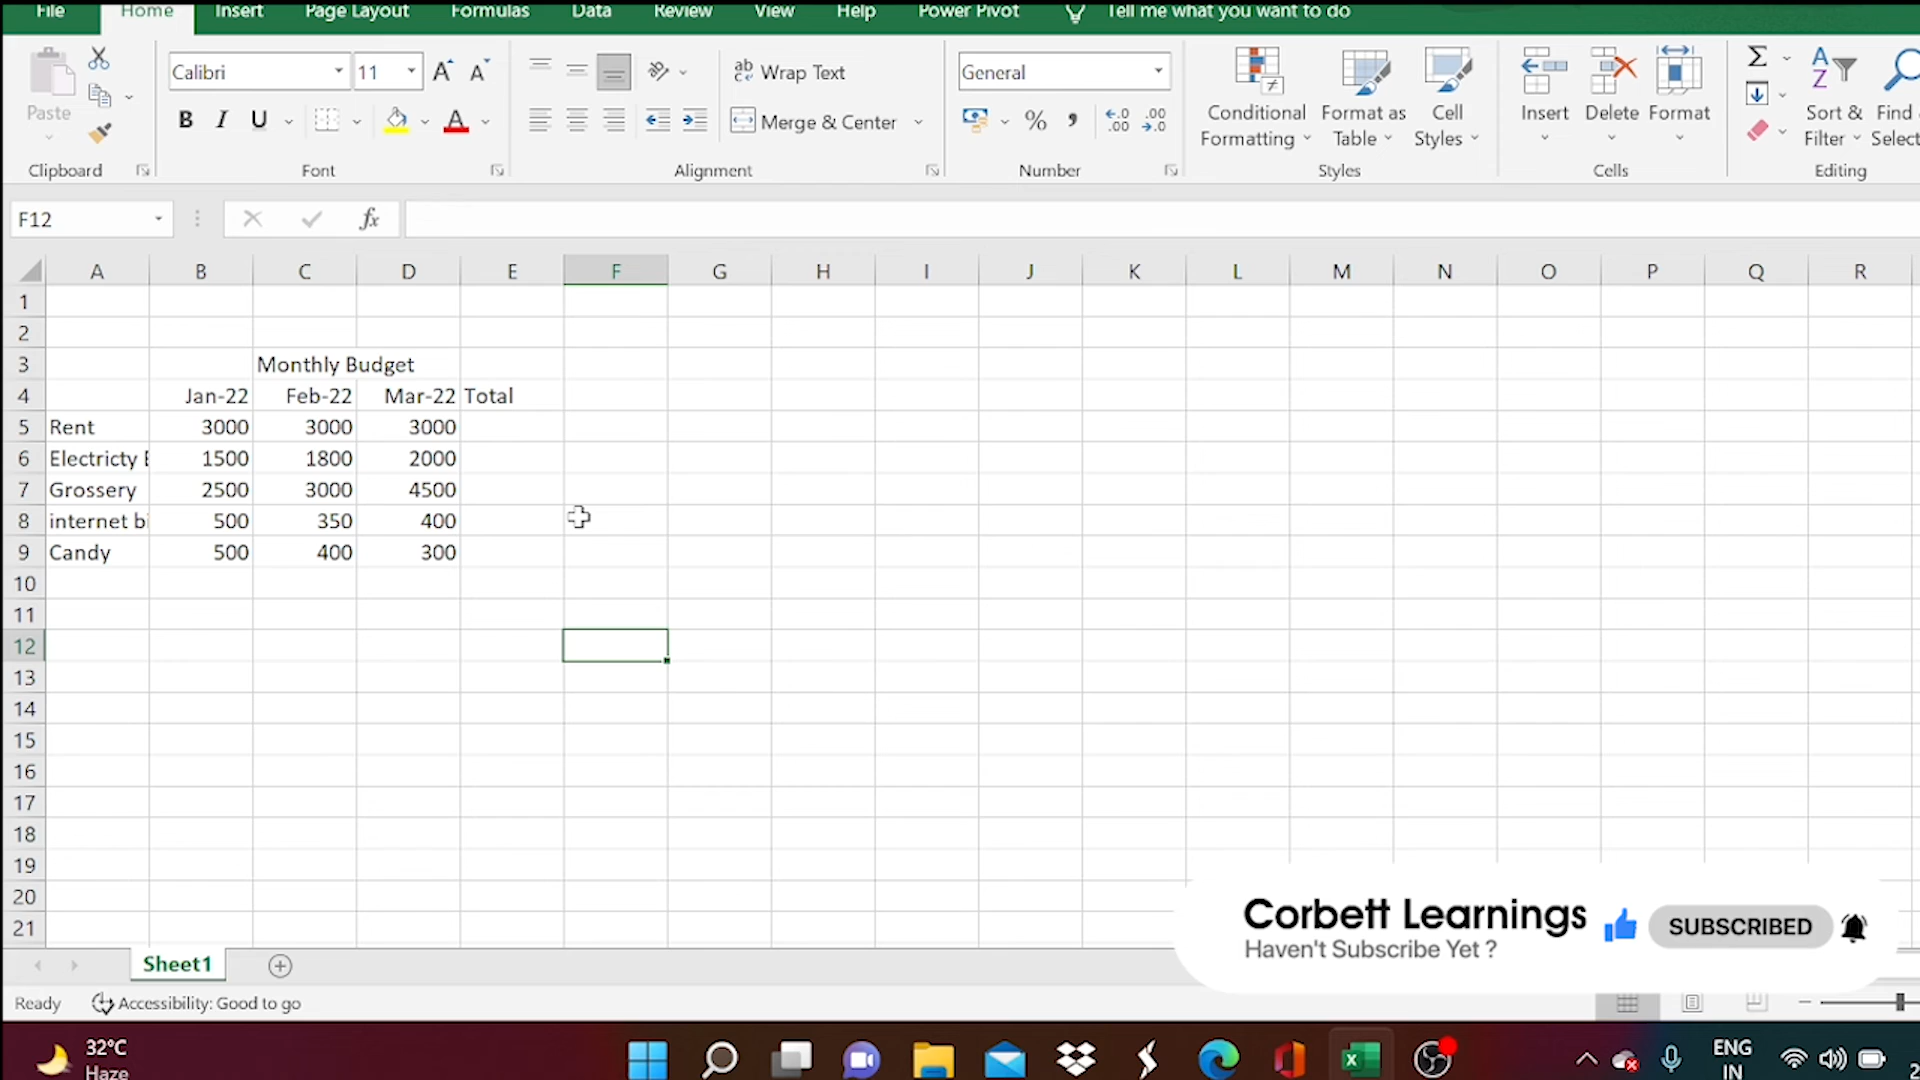 File Home Insert Page Layout Formulas Data Review View Help Power Pivot Tell me what you want to do
Paste
Calibri 11
Wrap Text
General
B I U
Merge & Center
Conditional Formatting
Format as Table
Cell Styles
Insert Delete Format
Sort & Filter
Find
Select
Clipboard Font Alignment Number Styles Cells Editing
F12 fx
A B C D E F G H I J K L M N O P Q R
1
2
3 Monthly Budget
4 Jan-22 Feb-22 Mar-22 Total
5 Rent 3000 3000 3000
6 Electricty 1500 1800 2000
7 Grossery 2500 3000 4500
8 internet bi 500 350 400
9 Candy 500 400 300
10
11
12
13
14
15
16
17
18
19
20
21
Corbett Learnings
Haven't Subscribe Yet ?
SUBSCRIBED
Sheet1
Ready Accessibility: Good to go
32°C
Haze
ENG
IN